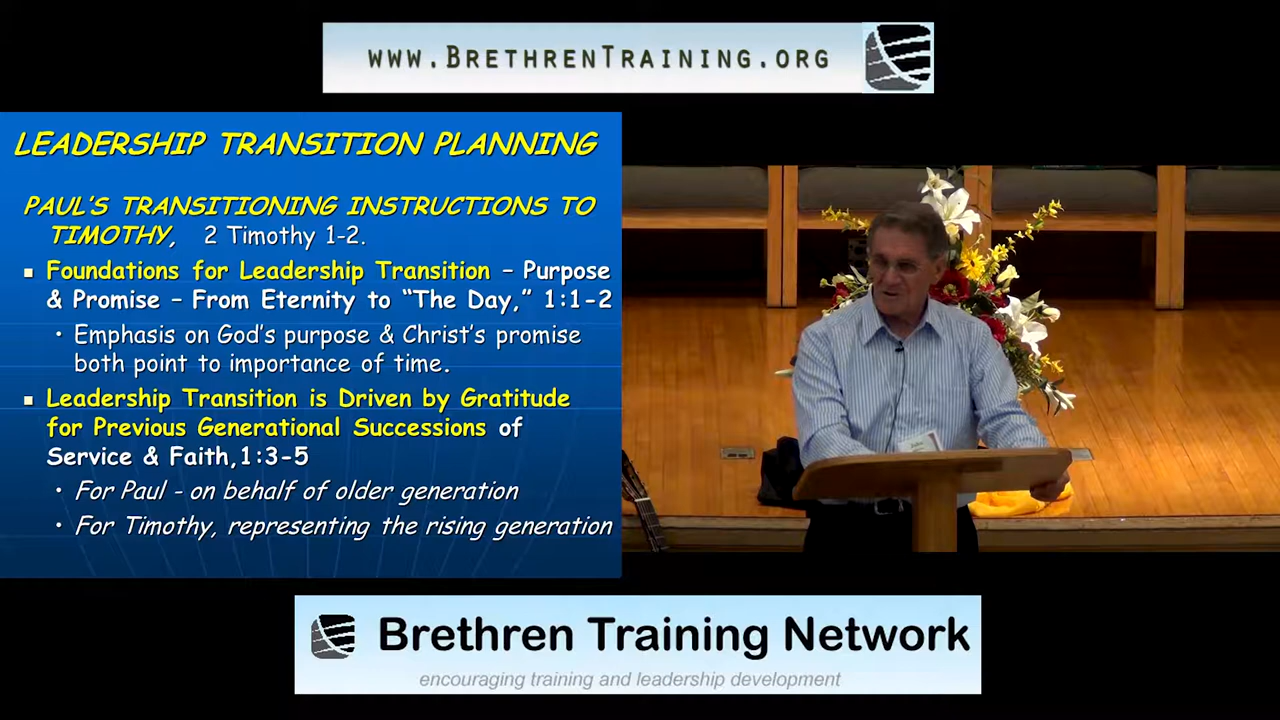 www.BrethrenTraining.org
LEADERSHIP TRANSITION PLANNING
PAUL'S TRANSITIONING INSTRUCTIONS TO
TIMOTHY, 2 Timothy 1-2.
▪ Foundations for Leadership Transition – Purpose
& Promise – From Eternity to “The Day,” 1:1-2
• Emphasis on God's purpose & Christ's promise
both point to importance of time.
▪ Leadership Transition is Driven by Gratitude
for Previous Generational Successions of
Service & Faith,1:3-5
• For Paul - on behalf of older generation
• For Timothy, representing the rising generation
Brethren Training Network
encouraging training and leadership development